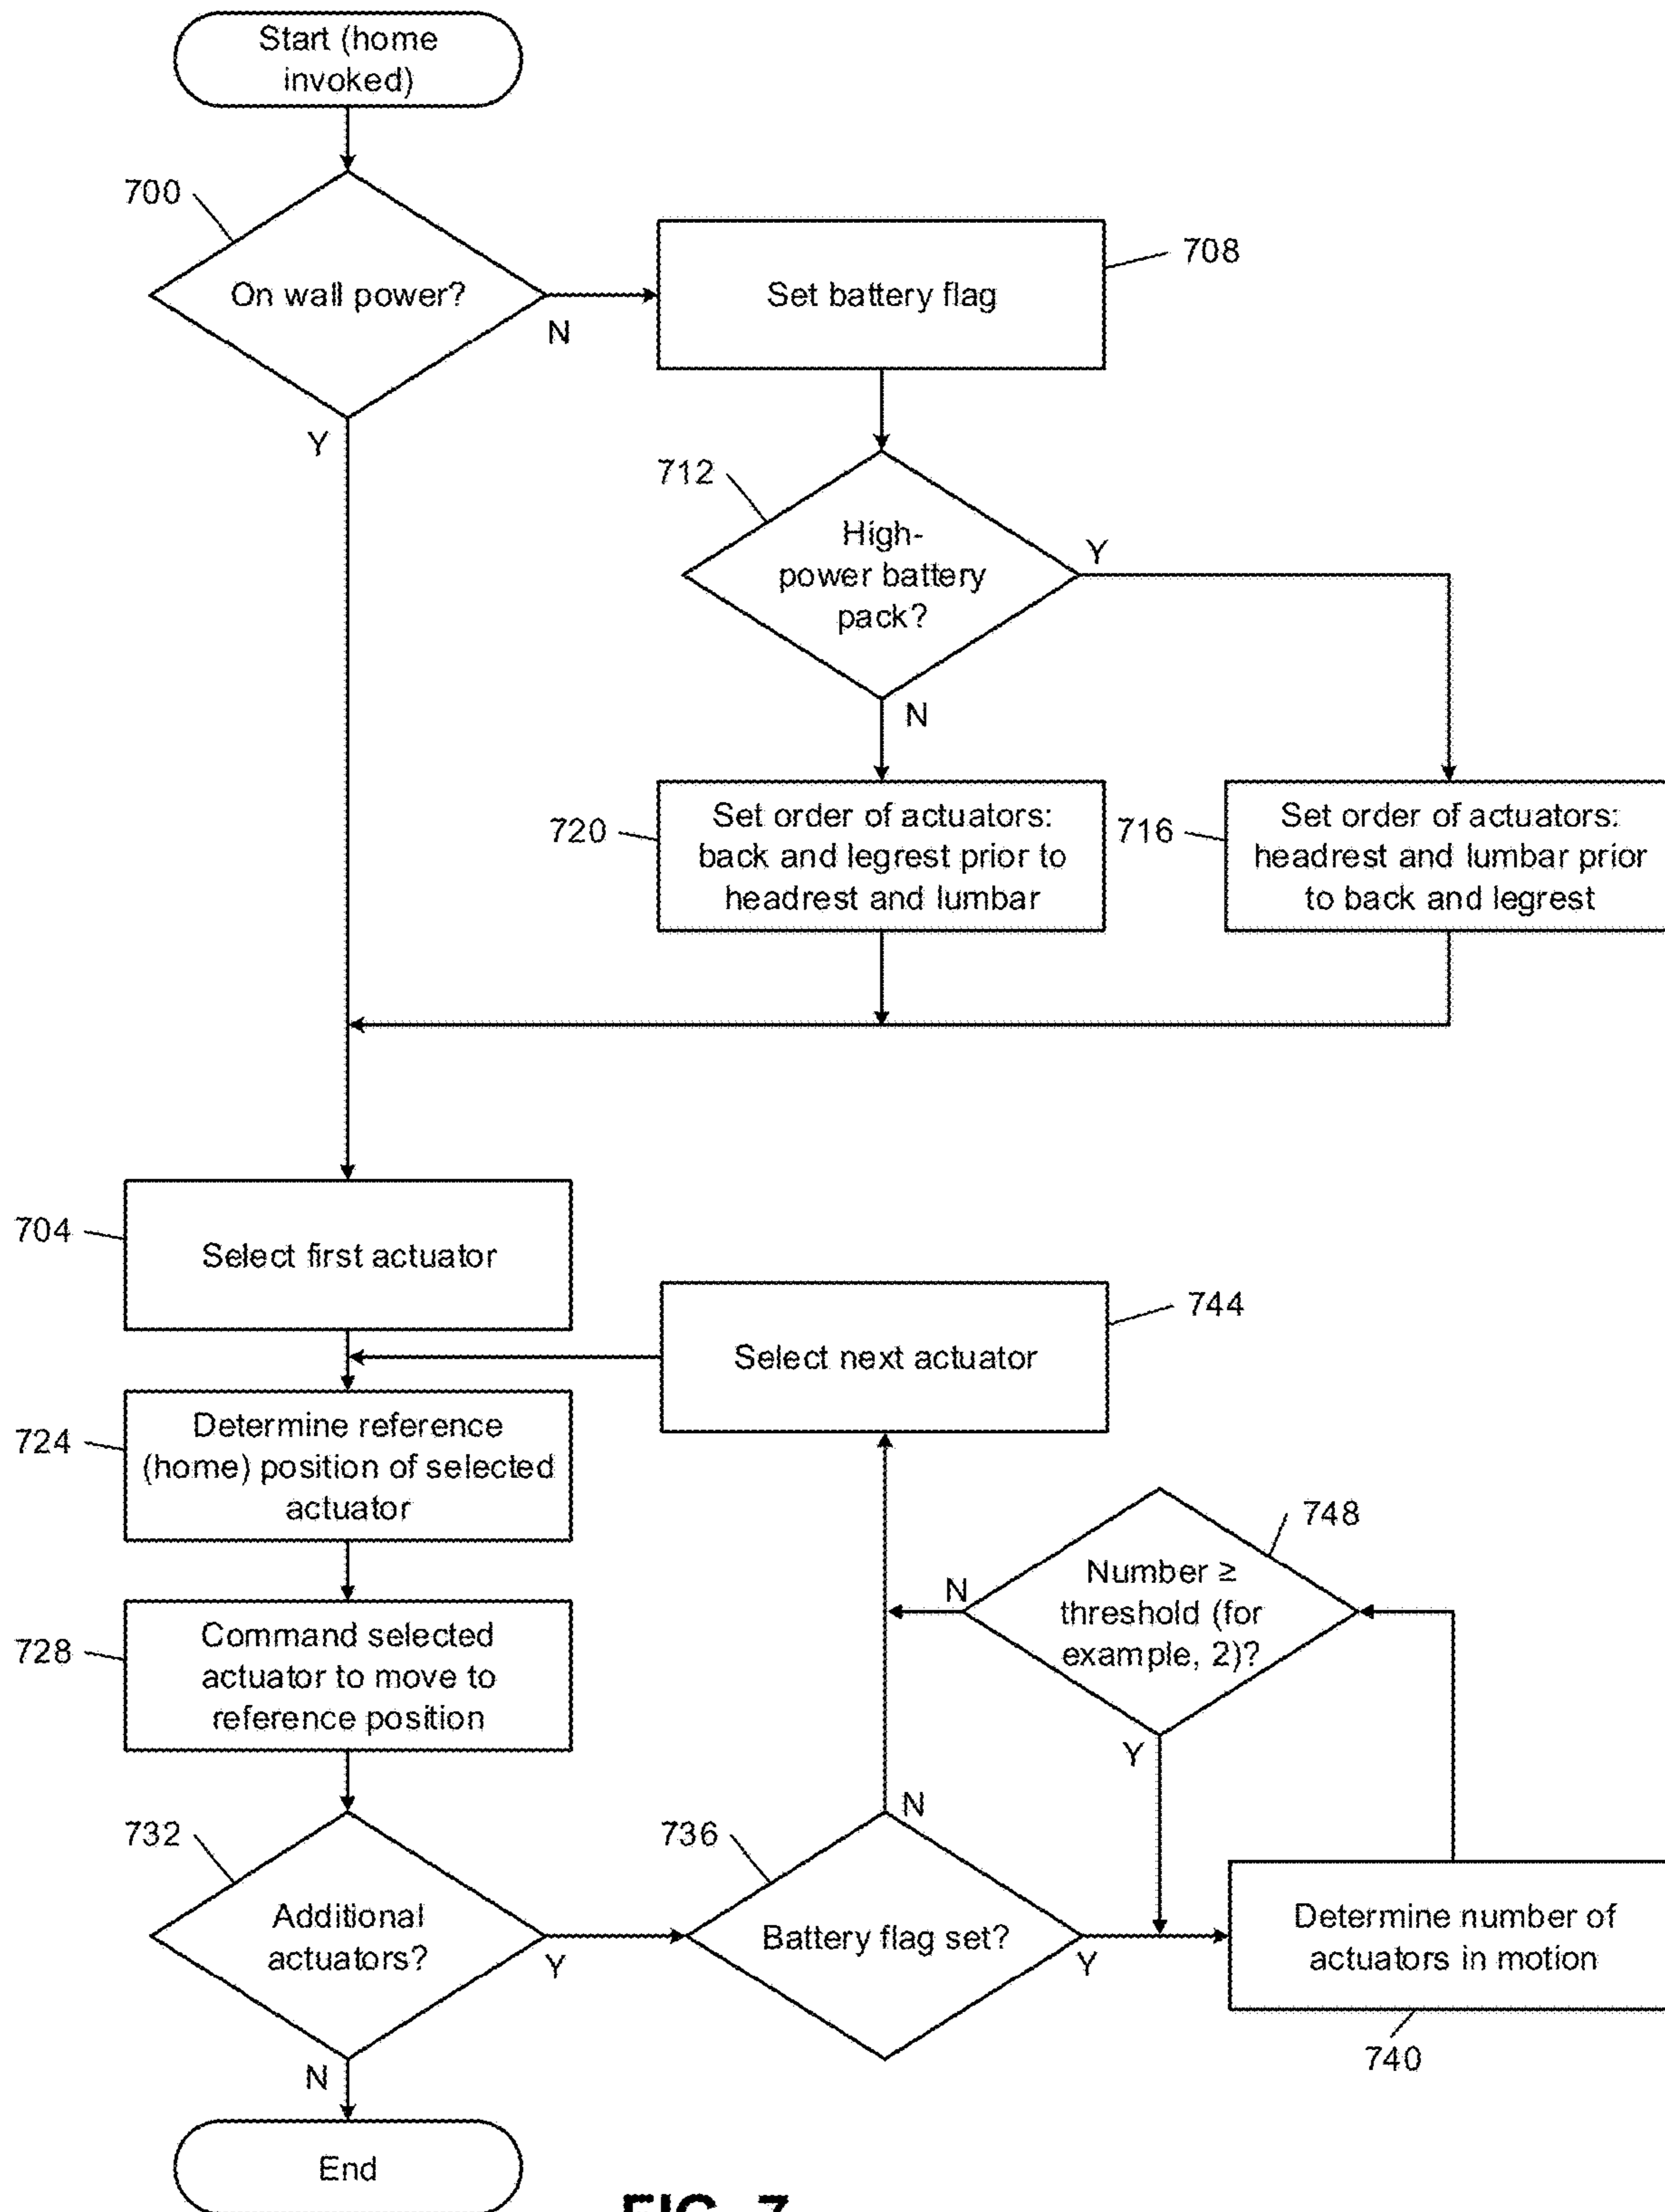 Start (home
invoked)
700
On wall power?
N
Y
Set battery flag
708
712
High-
power battery
pack?
Y
N
720
Set order of actuators:
back and legrest prior to
headrest and lumbar
716
Set order of actuators:
headrest and lumbar prior
to back and legrest
704
Select first actuator
744
Select next actuator
724
Determine reference
(home) position of selected
actuator
748
Number ≥
threshold (for
example, 2)?
N
Y
728
Command selected
actuator to move to
reference position
732
Additional
actuators?
Y
N
736
Battery flag set?
N
Y
Determine number of
actuators in motion
740
End
FIG. 7